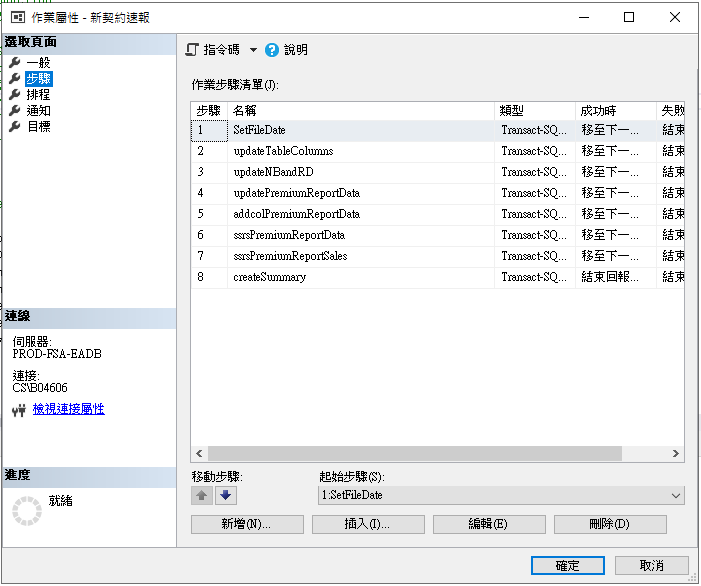 作業屬性 - 新契約速報
選取頁面
一般
步驟
排程
通知
目標
指令碼 說明
作業步驟清單(J):
步驟 名稱 類型 成功時 失敗
1 SetFileDate Transact-SQ... 移至下一... 結束
2 updateTableColumns Transact-SQ... 移至下一... 結束
3 updateNBandRD Transact-SQ... 移至下一... 結束
4 updatePremiumReportData Transact-SQ... 移至下一... 結束
5 addcolPremiumReportData Transact-SQ... 移至下一... 結束
6 ssrsPremiumReportData Transact-SQ... 移至下一... 結束
7 ssrsPremiumReportSales Transact-SQ... 移至下一... 結束
8 createSummary Transact-SQ... 結束回報... 結束
連線
伺服器:
PROD-FSA-EADB
連接:
CS\B04606
檢視連接屬性
進度
就緒
移動步驟: 起始步驟(S):
1:SetFileDate
新增(N)... 插入(I)... 編輯(E) 刪除(D)
確定 取消